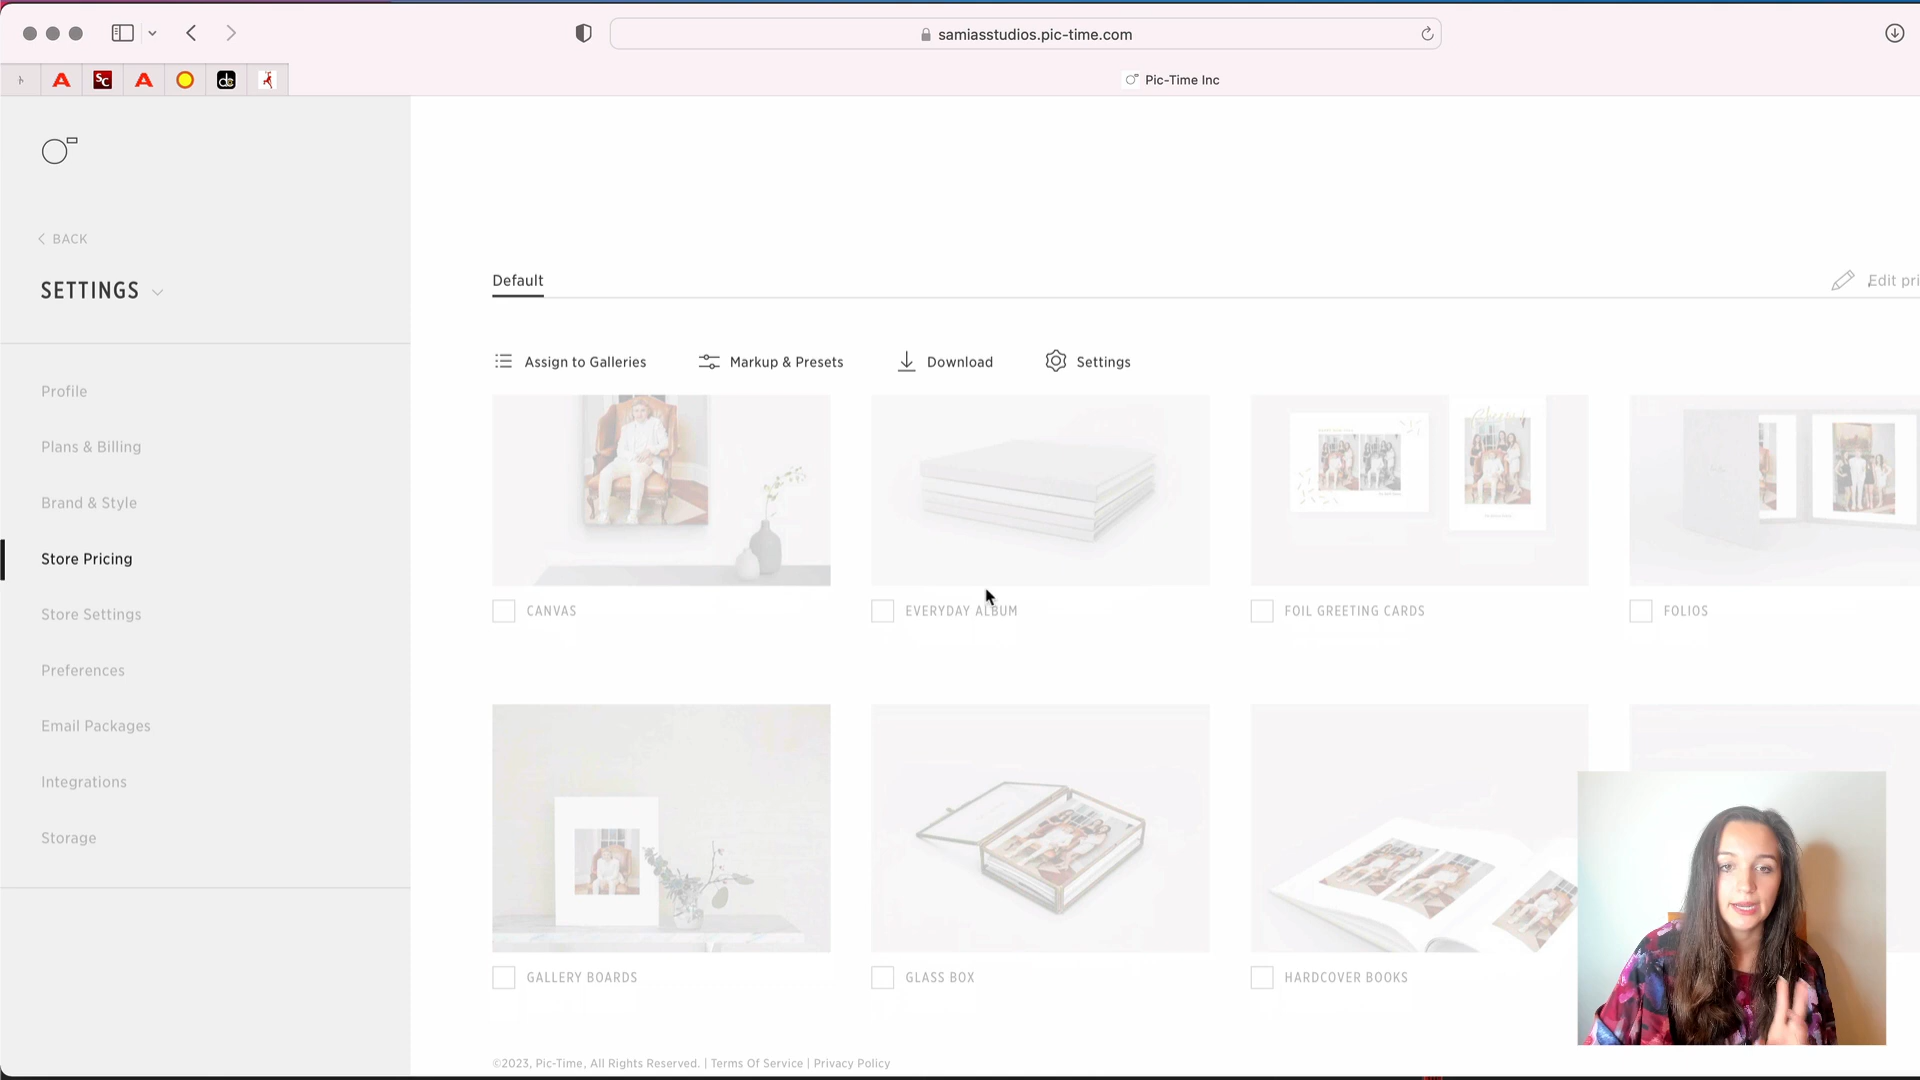 samiasstudios.pic-time.com
SC
dc
Pic-Time Inc
BACK
SETTINGS
Default
Edit pri
Assign to Galleries
Markup & Presets
Download
Settings
Profile
Plans & Billing
Brand & Style
Store Pricing
Store Settings
Preferences
Email Packages
Integrations
Storage
CANVAS
EVERYDAY ALBUM
FOIL GREETING CARDS
FOLIOS
GALLERY BOARDS
GLASS BOX
HARDCOVER BOOKS
©2023, Pic-Time, All Rights Reserved. | Terms Of Service | Privacy Policy